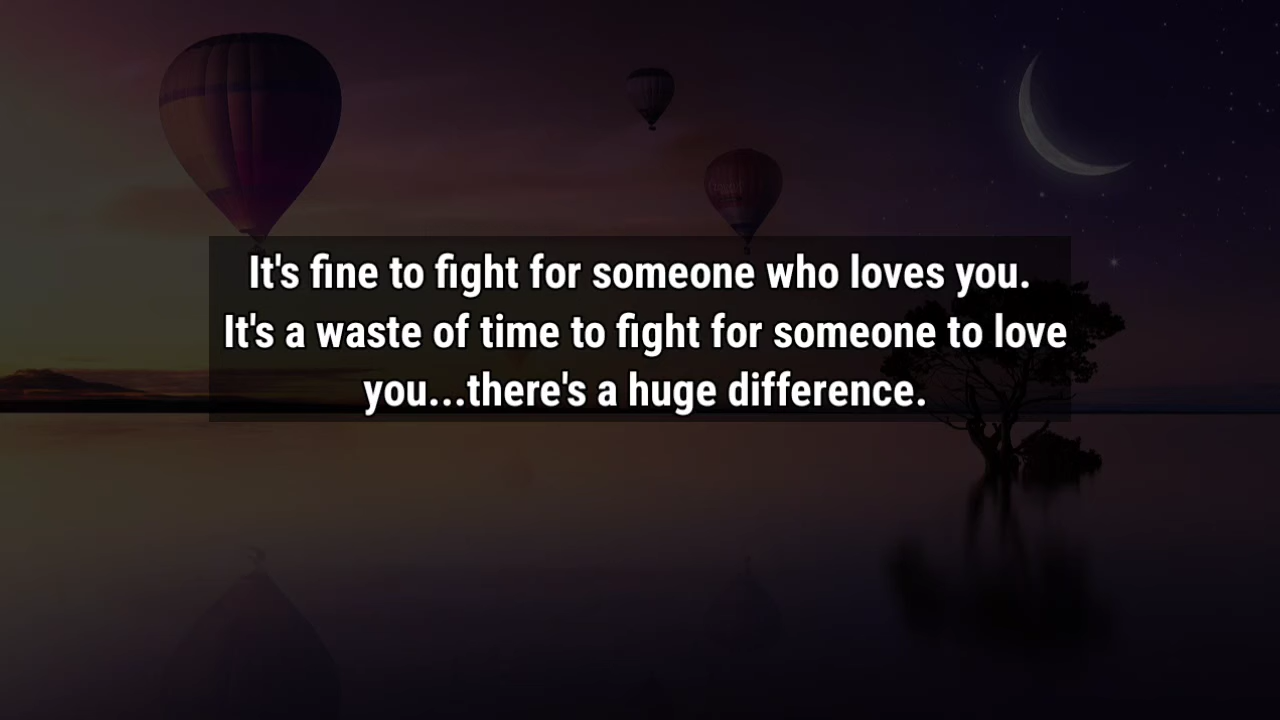 It's fine to fight for someone who loves you.
It's a waste of time to fight for someone to love
you...there's a huge difference.